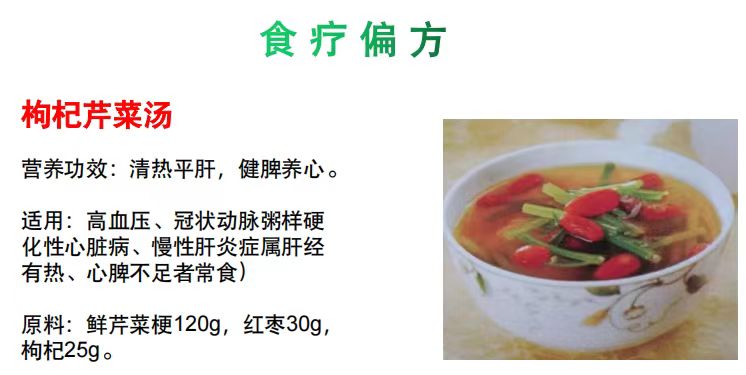 食疗偏方
枸杞芹菜汤
营养功效：清热平肝，健脾养心。
适用：高血压、冠状动脉粥样硬
化性心脏病、慢性肝炎症属肝经
有热、心脾不足者常食）
原料：鲜芹菜梗120g，红枣30g，
枸杞25g。